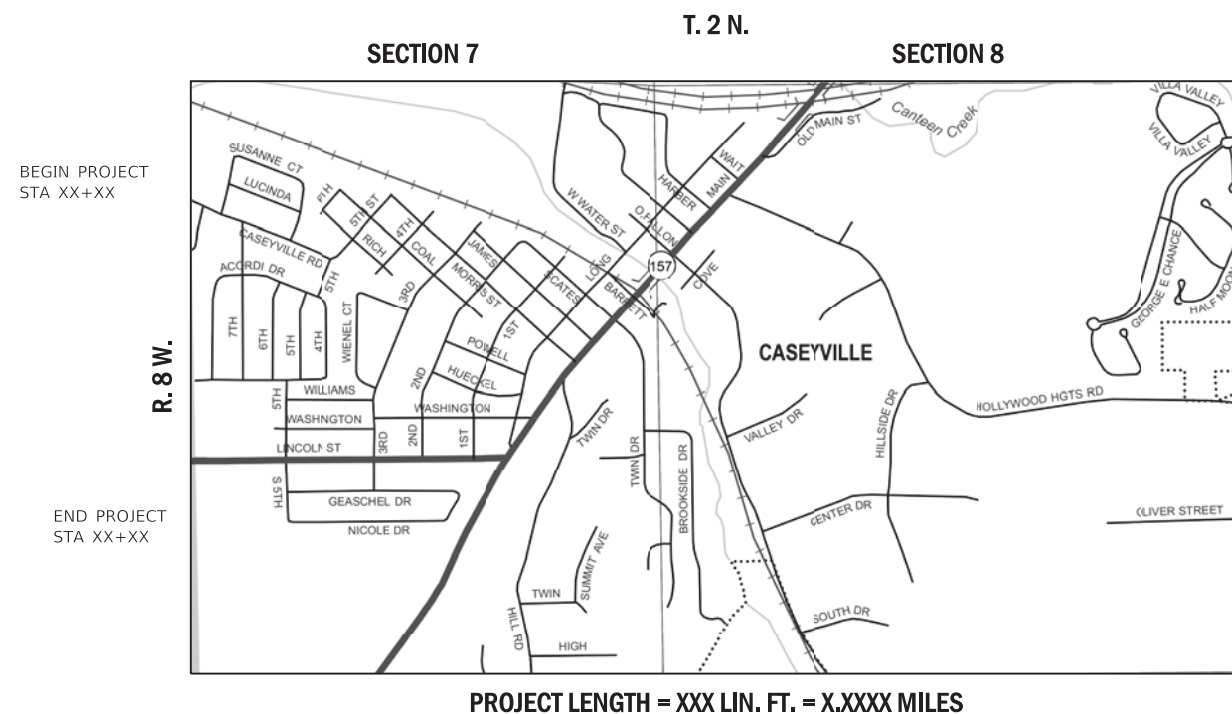 T. 2 N.
SECTION 7
SECTION 8
BEGIN PROJECT
STA XX+XX
R. 8 W.
END PROJECT
STA XX+XX
SUSANNE CT
LUCINDA
CASEYVILLE RD
ACORDI DR
7TH
6TH
5TH
4TH
5TH
5TH ST
RICH
4TH
COAL
3RD
MORRIS ST
JAMES
SCATES
1ST
LONG
BARRETT
W WATER ST
O,FALLON
HARBER
MAIN
WAIT
OLD MAIN ST
Canteen Creek
VILLA VALLEY
VILLA VALLEY
GEORGE E CHANCE
HALF MOON
157
COVE
CASEYVILLE
WIENEL CT
POWELL
HUECKEL
2ND
WILLIAMS
5TH
WASHNGTON
WASHINGTON
LINCOLN ST
3RD
2ND
1ST
S 5TH
GEASCHEL DR
NICOLE DR
TWIN DR
TWIN DR
BROOKSIDE DR
VALLEY DR
HILLSIDE DR
HOLLYWOOD HGTS RD
CENTER DR
OLIVER STREET
SUMMIT AVE
TWIN
HILL RD
HIGH
SOUTH DR
PROJECT LENGTH = XXX LIN. FT. = X.XXXX MILES